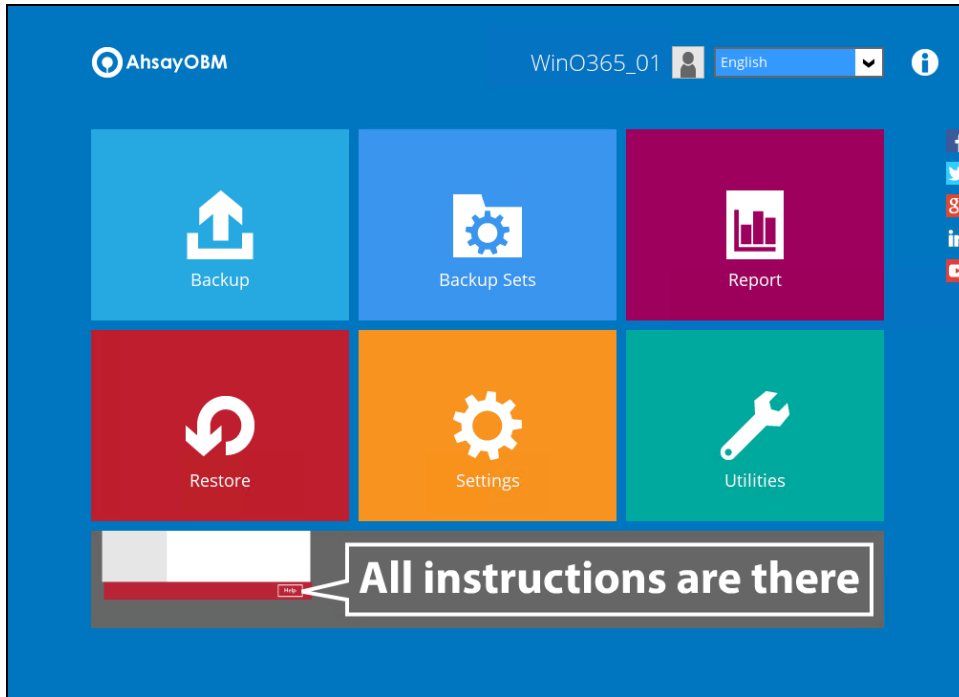 AhsayOBM
WinO365_01
English
Backup
Backup Sets
Report
Restore
Settings
Utilities
Help
All instructions are there